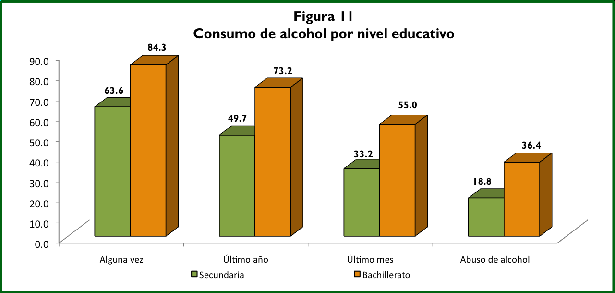 Figura 11
Consumo de alcohol por nivel educativo
90.0
80.0
70.0
60.0
50.0
40.0
30.0
20.0
10.0
0.0
63.6
84.3
49.7
73.2
33.2
55.0
18.8
36.4
Alguna vez
Último año
Ultimo mes
Abuso de alcohol
Secundaria
Bachillerato